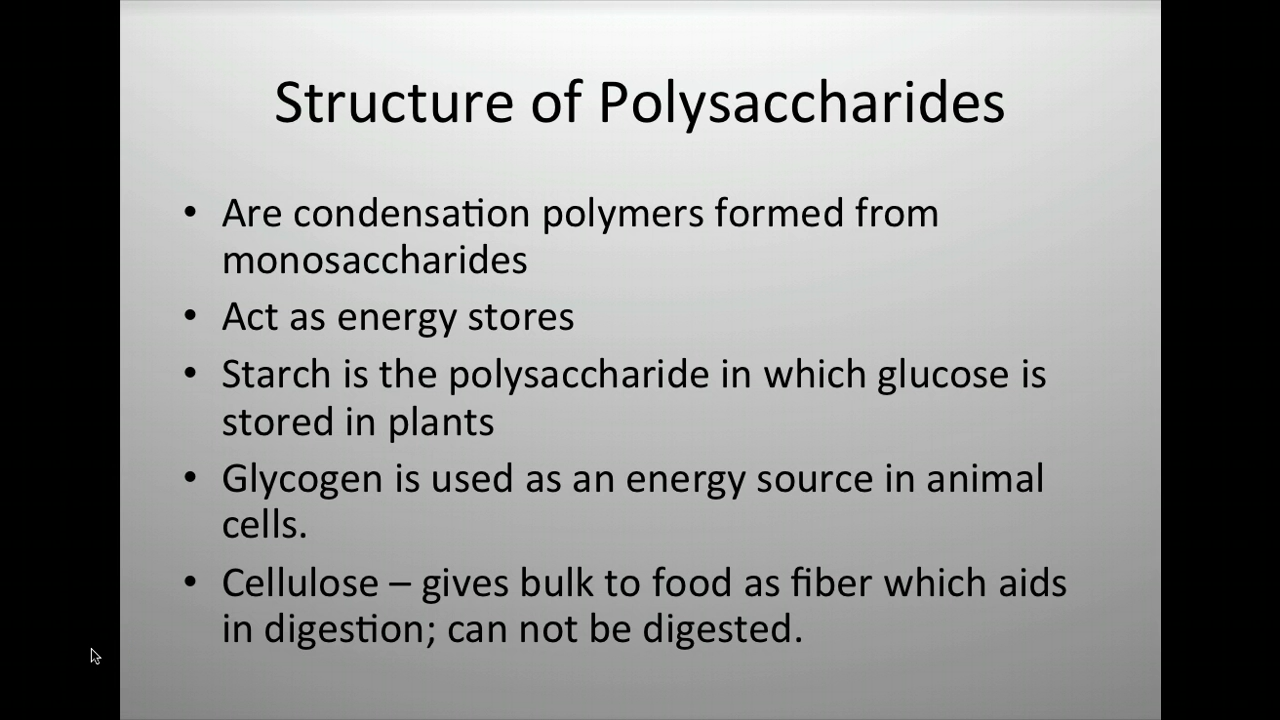 Structure of Polysaccharides
• Are condensation polymers formed from
monosaccharides
• Act as energy stores
• Starch is the polysaccharide in which glucose is
stored in plants
• Glycogen is used as an energy source in animal
cells.
• Cellulose – gives bulk to food as fiber which aids
in digestion; can not be digested.